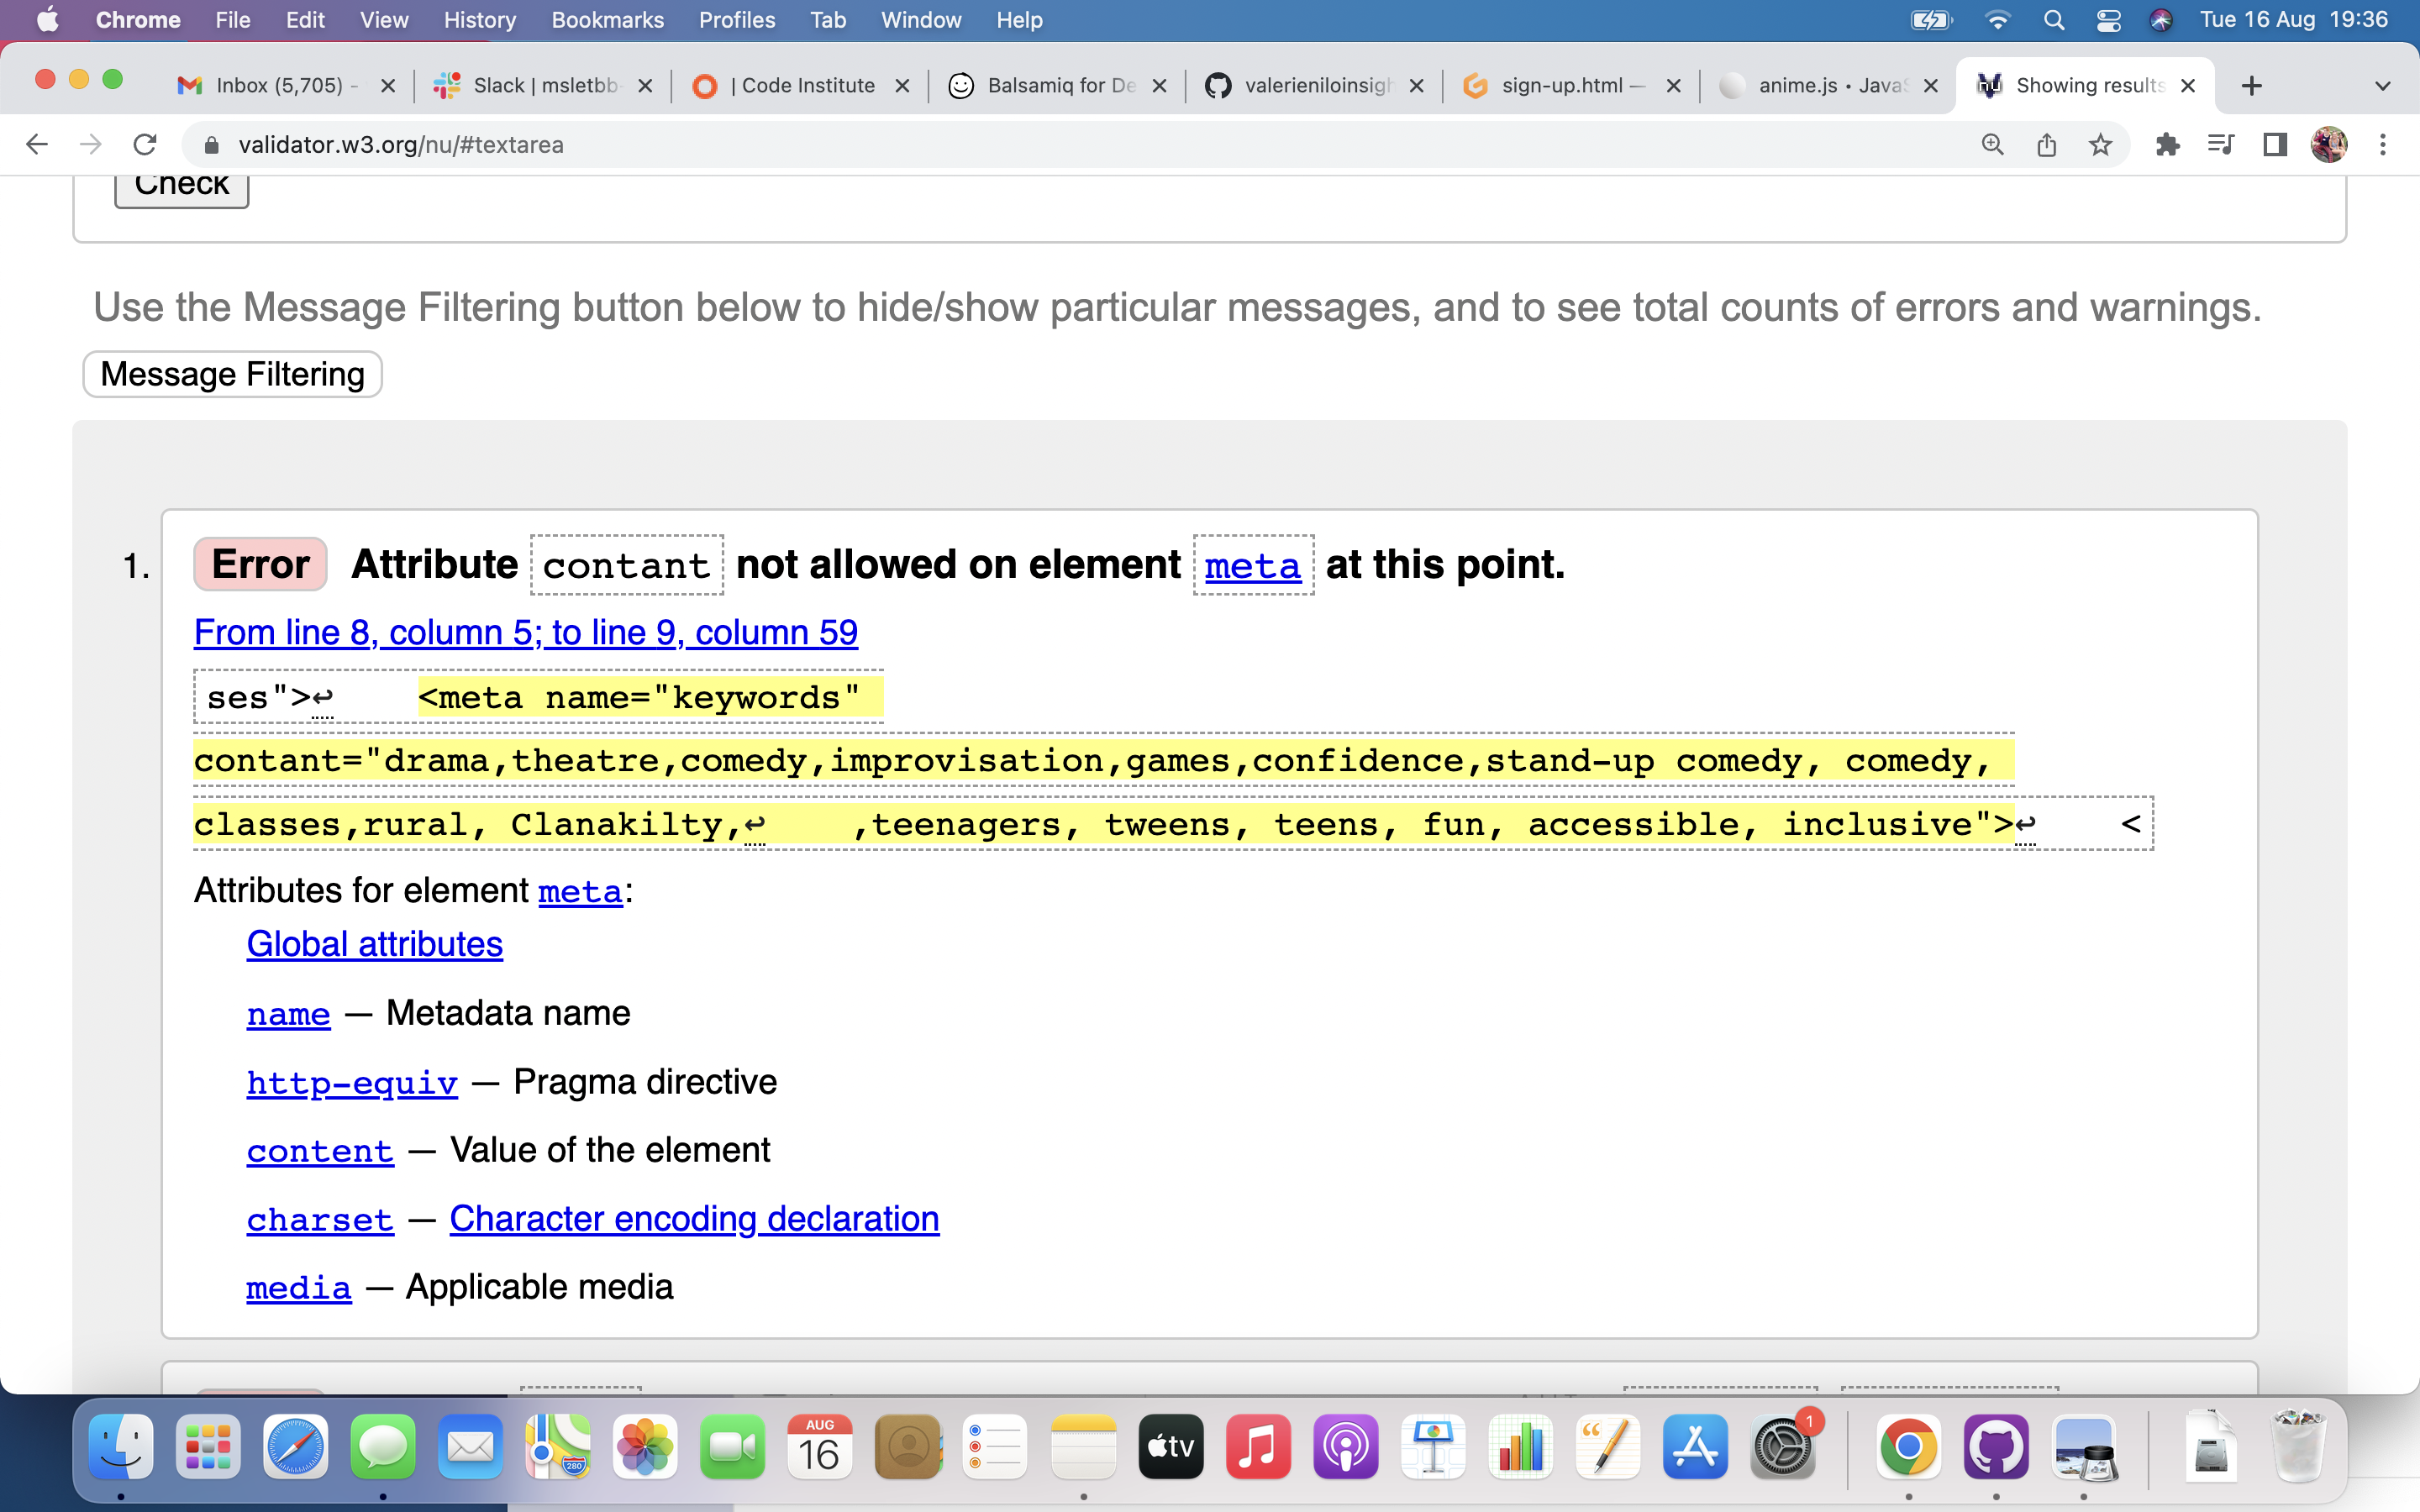 Chrome File Edit View History Bookmarks Profiles Tab Window Help Tue 16 Aug 19:36
Inbox (5,705) - Slack | msletbb- | Code Institute Balsamiq for De valerieniloinsigh sign-up.html — anime.js • JavaS Showing results
validator.w3.org/nu/#textarea
Check
Use the Message Filtering button below to hide/show particular messages, and to see total counts of errors and warnings.
Message Filtering
1. Error Attribute contant not allowed on element meta at this point.
From line 8, column 5; to line 9, column 59
ses">↩ <meta name="keywords"
contant="drama,theatre,comedy,improvisation,games,confidence,stand-up comedy, comedy,
classes,rural, Clanakilty,↩ ,teenagers, tweens, teens, fun, accessible, inclusive">↩ <
Attributes for element meta:
Global attributes
name — Metadata name
http-equiv — Pragma directive
content — Value of the element
charset — Character encoding declaration
media — Applicable media
280
AUG
16
tv
1